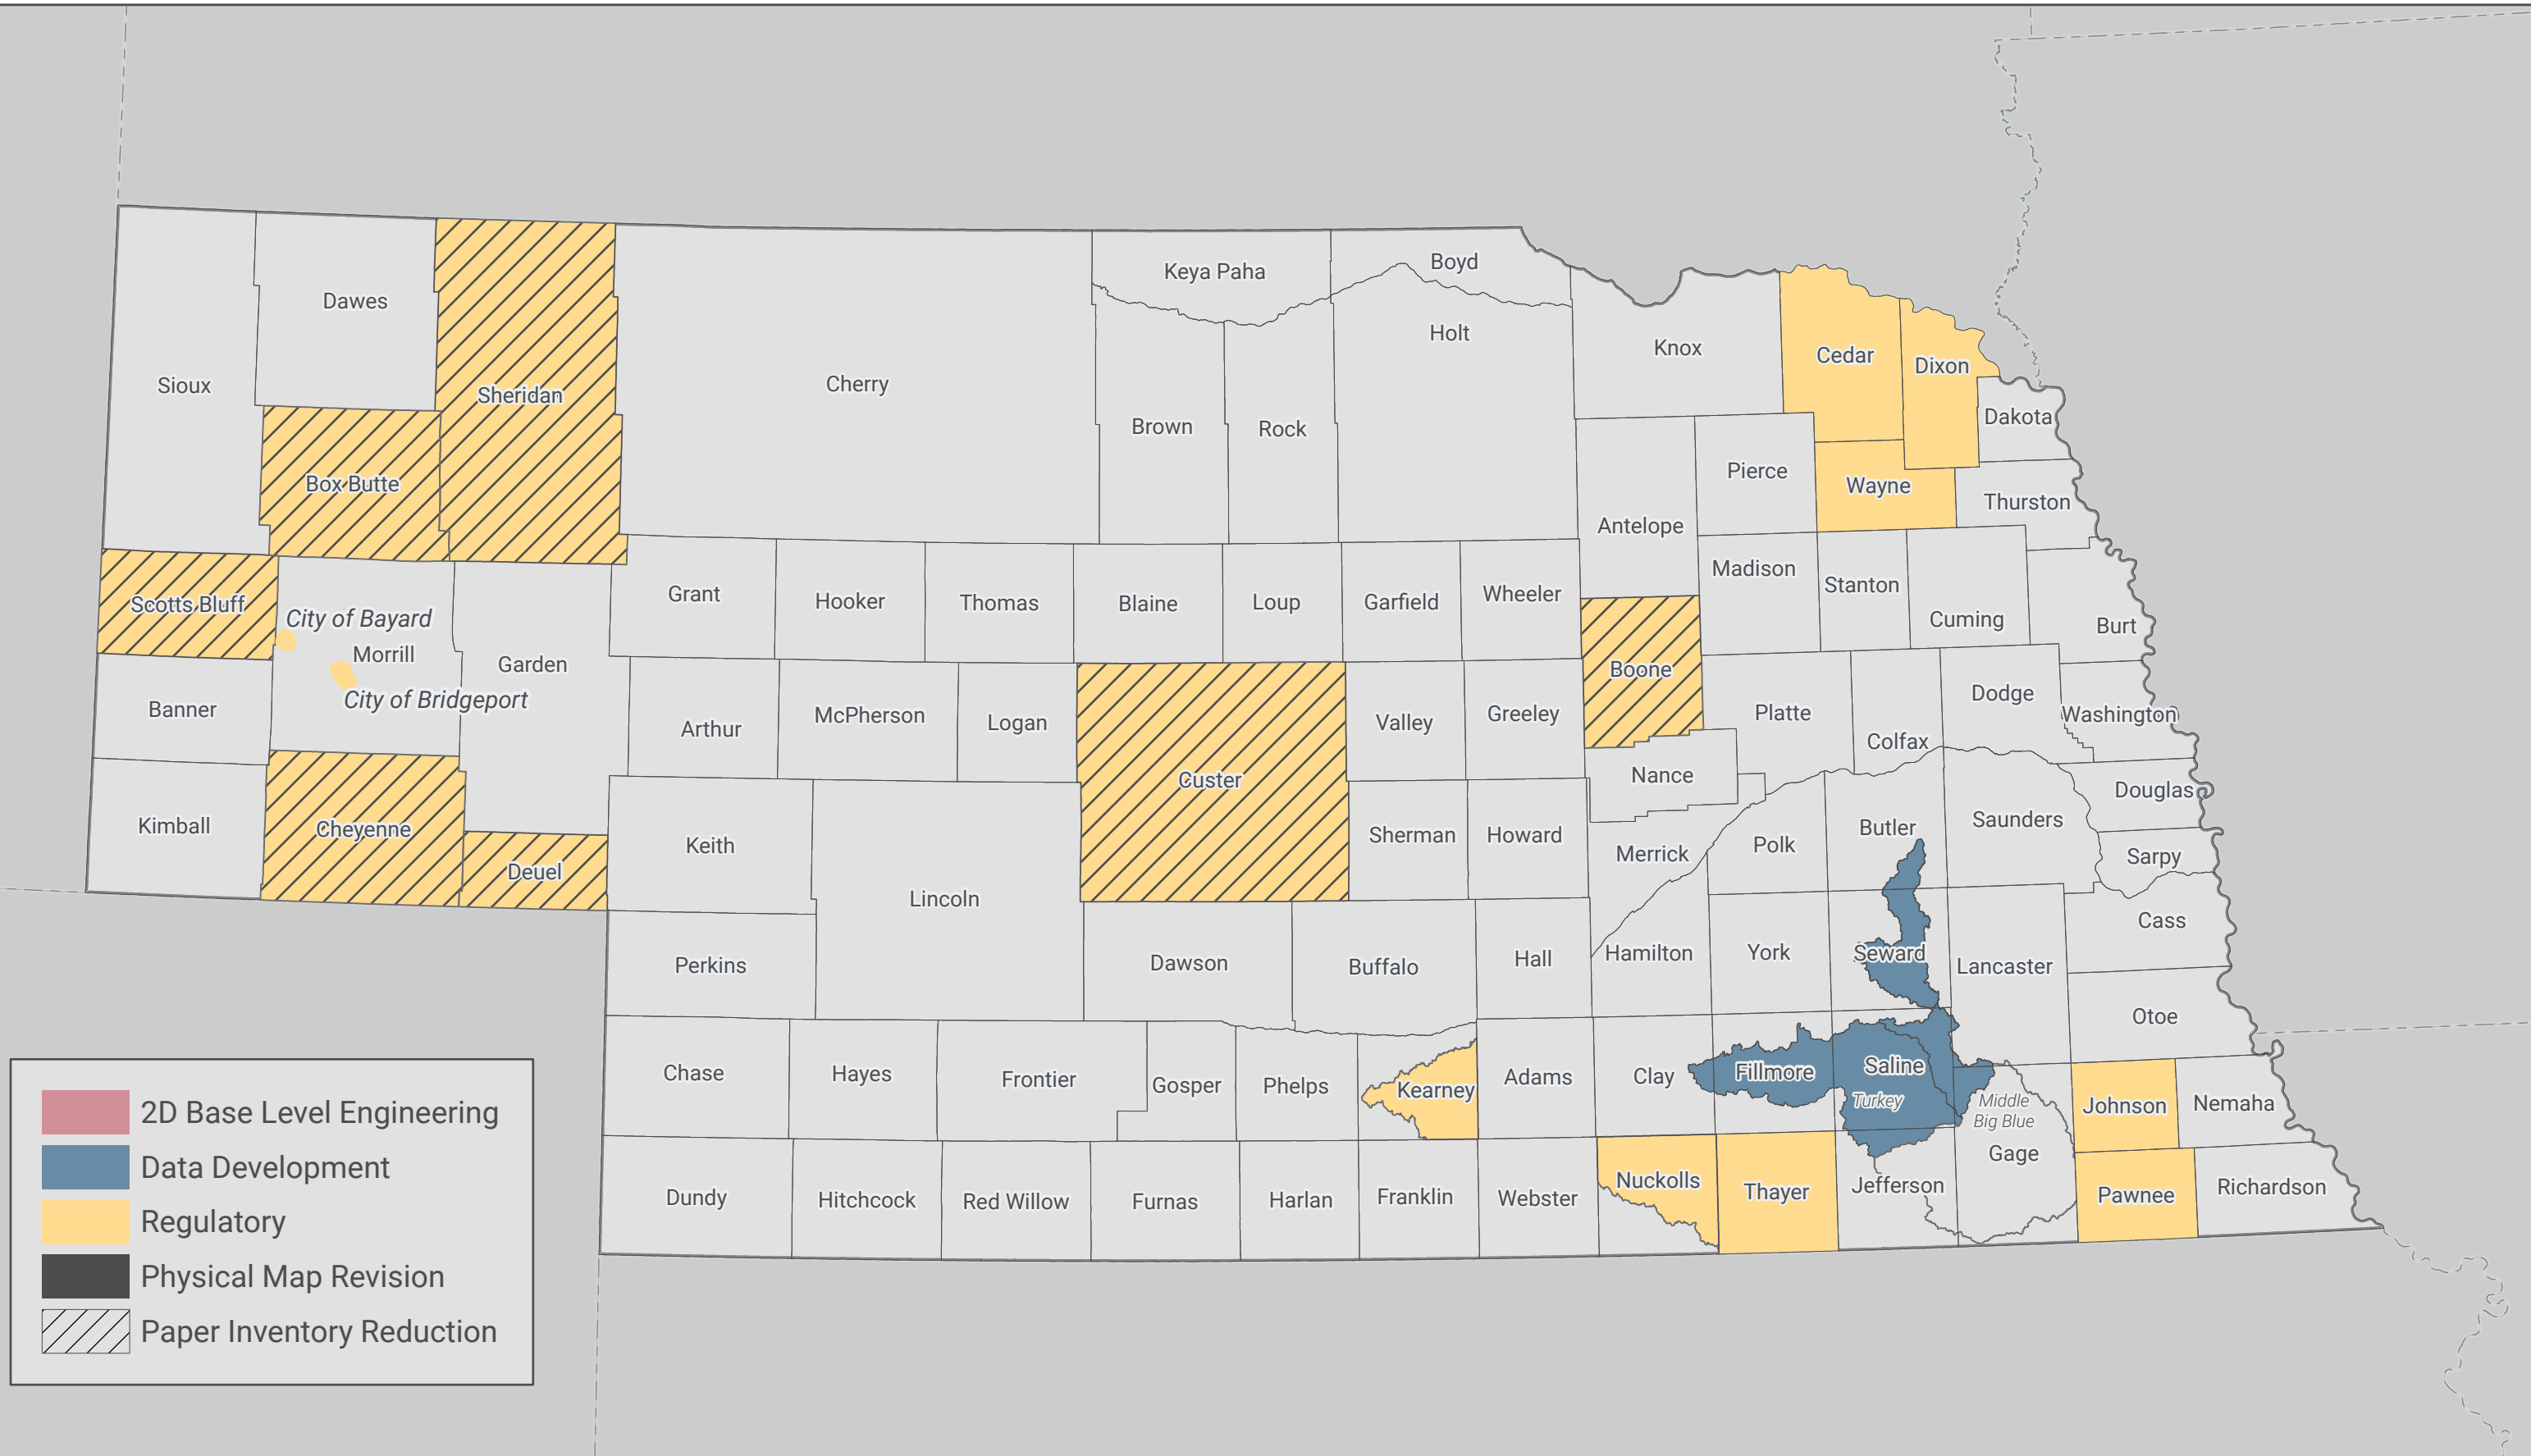 Keya Paha
Boyd
Dawes
Holt
Knox
Cedar
Dixon
Sioux
Sheridan
Cherry
Brown
Rock
Dakota
Box Butte
Pierce
Wayne
Thurston
Antelope
Madison
Stanton
Cuming
Burt
Scotts Bluff
City of Bayard
Morrill
City of Bridgeport
Garden
Grant
Hooker
Thomas
Blaine
Loup
Garfield
Wheeler
Boone
Banner
Arthur
McPherson
Logan
Custer
Valley
Greeley
Platte
Colfax
Dodge
Washington
Nance
Kimball
Cheyenne
Deuel
Keith
Lincoln
Sherman
Howard
Merrick
Polk
Butler
Saunders
Douglas
Sarpy
Perkins
Dawson
Buffalo
Hall
Hamilton
York
Seward
Lancaster
Cass
Otoe
Chase
Hayes
Frontier
Gosper
Phelps
Kearney
Adams
Clay
Fillmore
Saline
Turkey
Middle
Big Blue
Gage
Johnson
Nemaha
Dundy
Hitchcock
Red Willow
Furnas
Harlan
Franklin
Webster
Nuckolls
Thayer
Jefferson
Pawnee
Richardson
2D Base Level Engineering
Data Development
Regulatory
Physical Map Revision
Paper Inventory Reduction